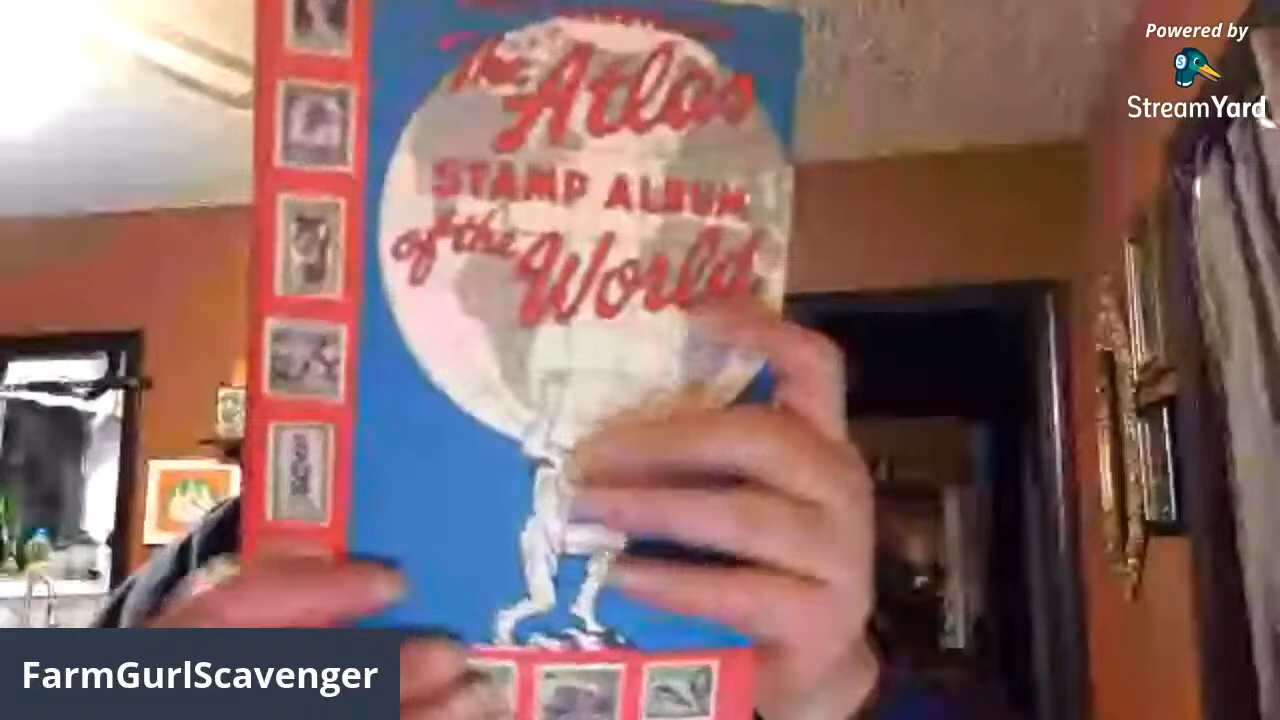 Powered by
StreamYard
The Atlas
STAMP ALBUM
of the World
FarmGurlScavenger